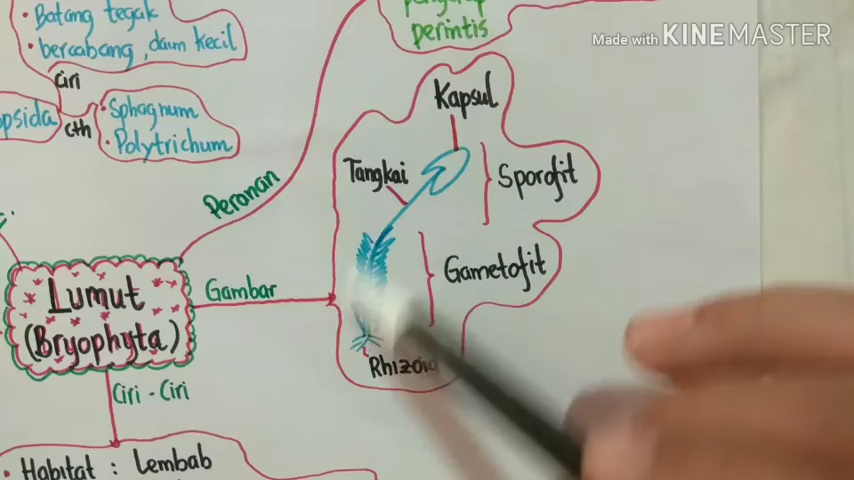 • Batang tegak
• bercabang, daun kecil
Ciri
cth
• Sphagnum
• Polytrichum
perintis
Made with KINEMASTER
Peranan
Lumut
(Bryophyta)
Gambar
Kapsul
Tangkai
Sporofit
Gametofit
Rhizoid
Ciri - Ciri
• Habitat : Lembab